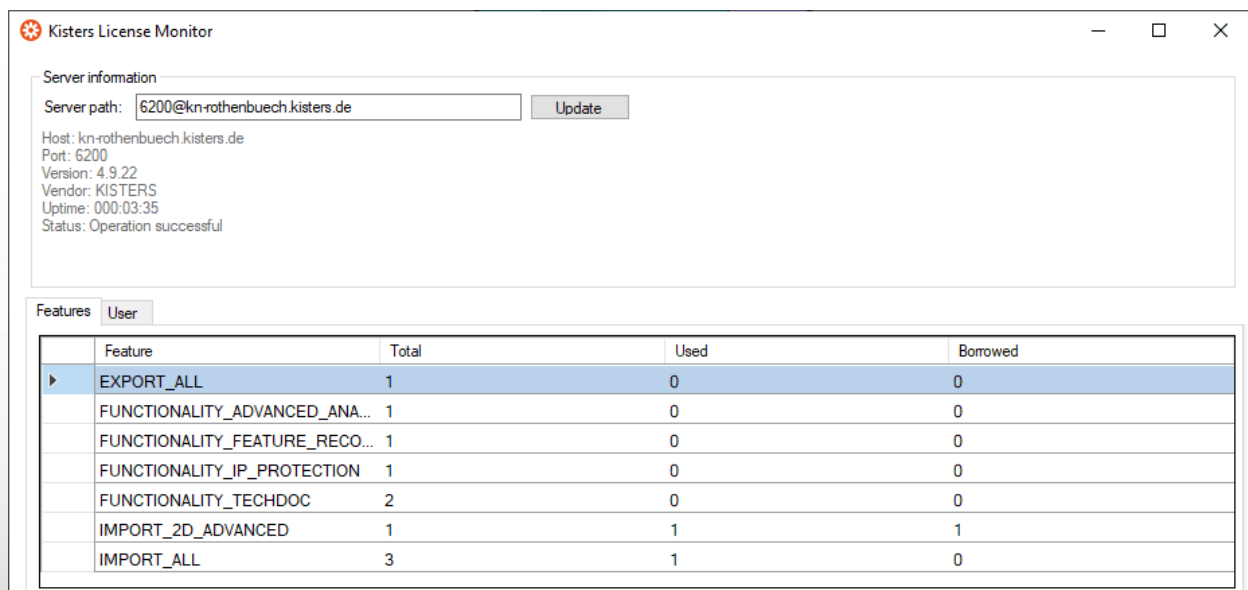 Kisters License Monitor
Server information
Server path: 6200@kn-rothenbuech.kisters.de Update
Host: kn-rothenbuech.kisters.de
Port: 6200
Version: 4.9.22
Vendor: KISTERS
Uptime: 000:03:35
Status: Operation successful
Features User
Feature Total Used Borrowed
EXPORT_ALL 1 0 0
FUNCTIONALITY_ADVANCED_ANA... 1 0 0
FUNCTIONALITY_FEATURE_RECO... 1 0 0
FUNCTIONALITY_IP_PROTECTION 1 0 0
FUNCTIONALITY_TECHDOC 2 0 0
IMPORT_2D_ADVANCED 1 1 1
IMPORT_ALL 3 1 0